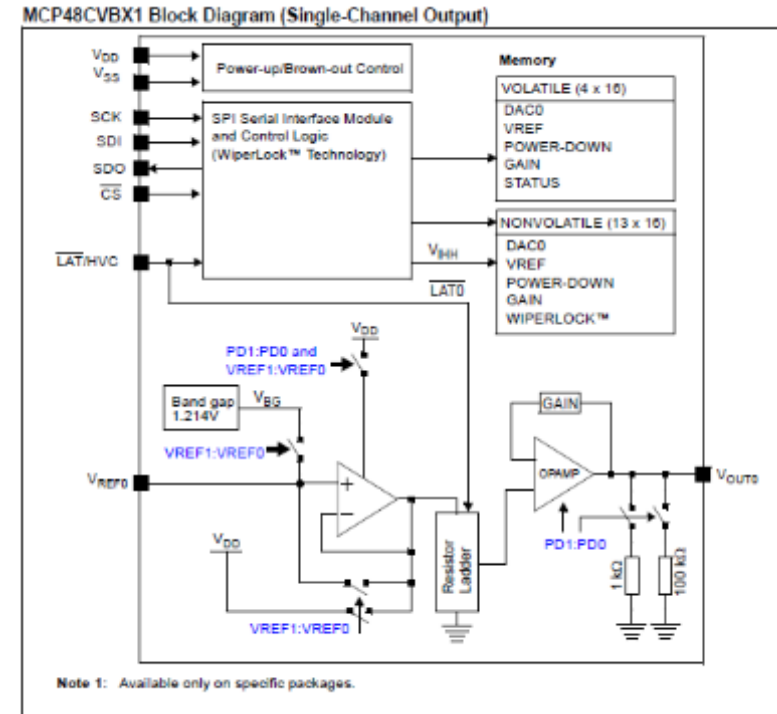 MCP48CVBX1 Block Diagram (Single-Channel Output)
VDD
VSS
Power-up/Brown-out Control
Memory
VOLATILE (4 x 16)
DAC0
VREF
POWER-DOWN
GAIN
STATUS
SCK
SDI
SDO
CS
SPI Serial Interface Module
and Control Logic
(WiperLock™ Technology)
NONVOLATILE (13 x 16)
DAC0
VREF
POWER-DOWN
GAIN
WIPERLOCK™
LAT/HVC
VIHH
LAT0
VDD
PD1:PD0 and
VREF1:VREF0
Band gap
1.214V
VBG
VREF1:VREF0
VREF0
+
–
GAIN
OPAMP
VOUT0
PD1:PD0
VDD
Resistor
Ladder
1 kΩ
100 kΩ
VREF1:VREF0
Note 1: Available only on specific packages.